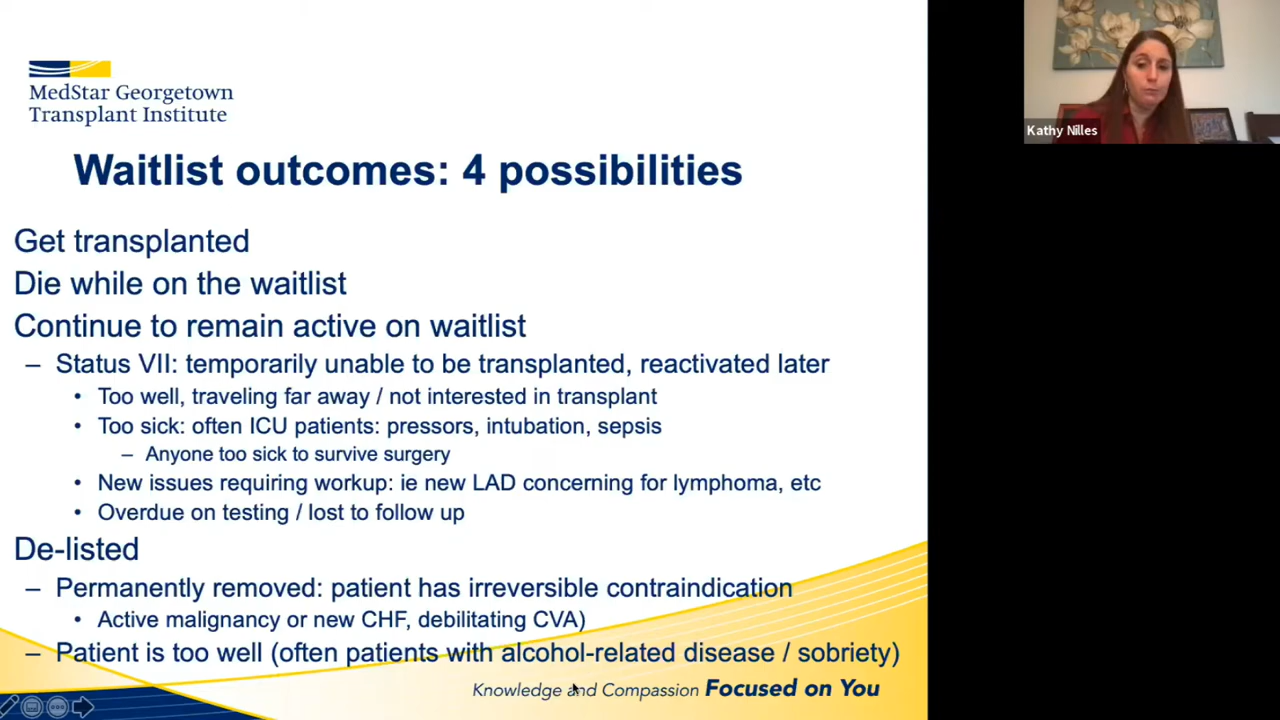 MedStar Georgetown
Transplant Institute
Kathy Nilles
Waitlist outcomes: 4 possibilities
Get transplanted
Die while on the waitlist
Continue to remain active on waitlist
– Status VII: temporarily unable to be transplanted, reactivated later
• Too well, traveling far away / not interested in transplant
• Too sick: often ICU patients: pressors, intubation, sepsis
– Anyone too sick to survive surgery
• New issues requiring workup: ie new LAD concerning for lymphoma, etc
• Overdue on testing / lost to follow up
De-listed
– Permanently removed: patient has irreversible contraindication
• Active malignancy or new CHF, debilitating CVA)
– Patient is too well (often patients with alcohol-related disease / sobriety)
Knowledge and Compassion Focused on You